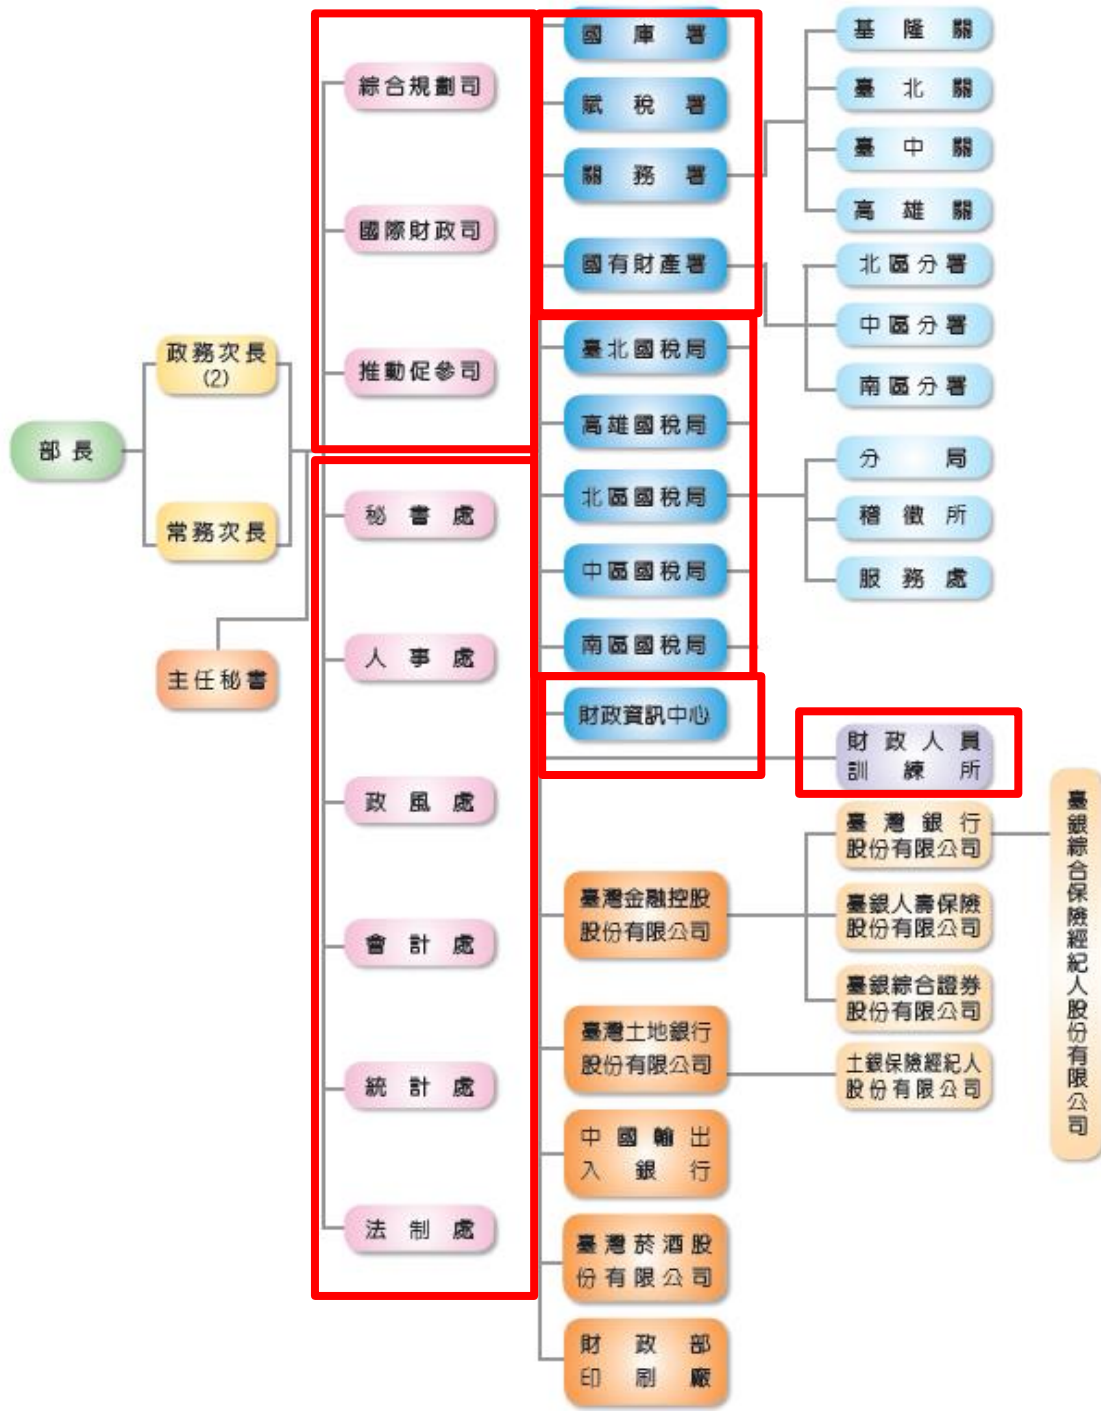 部長
政務次長
(2)
常務次長
主任秘書
綜合規劃司
國際財政司
推動促參司
秘書處
人事處
政風處
會計處
統計處
法制處
國庫署
賦稅署
關務署
國有財產署
臺北國稅局
高雄國稅局
北區國稅局
中區國稅局
南區國稅局
財政資訊中心
臺灣金融控股
股份有限公司
臺灣土地銀行
股份有限公司
中國輸出
入銀行
臺灣菸酒股
份有限公司
財政部
印刷廠
基隆關
臺北關
臺中關
高雄關
北區分署
中區分署
南區分署
分局
稽徵所
服務處
財政人員
訓練所
臺灣銀行
股份有限公司
臺銀人壽保險
股份有限公司
臺銀綜合證券
股份有限公司
土銀保險經紀人
股份有限公司
臺銀綜合保險經紀人股份有限公司